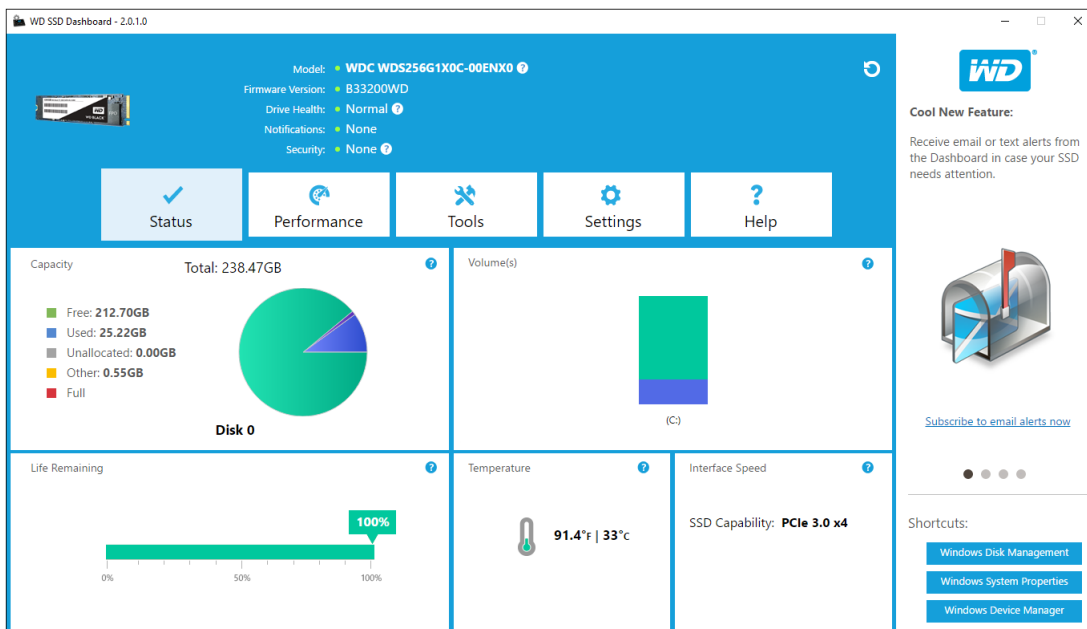 WD SSD Dashboard - 2.0.1.0
Model: WDC WDS256G1X0C-00ENX0 ?
Firmware Version: B33200WD
Drive Health: Normal ?
Notifications: None
Security: None ?
WD
WD BLACK
Status
Performance
Tools
Settings
? Help
Capacity
Total: 238.47GB
?
Free: 212.70GB
Used: 25.22GB
Unallocated: 0.00GB
Other: 0.55GB
Full
Disk 0
Volume(s)
?
(C:)
Life Remaining
?
100%
0%
50%
100%
Temperature
?
91.4°F | 33°C
Interface Speed
?
SSD Capability: PCIe 3.0 x4
WD®
Cool New Feature:
Receive email or text alerts from
the Dashboard in case your SSD
needs attention.
Subscribe to email alerts now
Shortcuts:
Windows Disk Management
Windows System Properties
Windows Device Manager